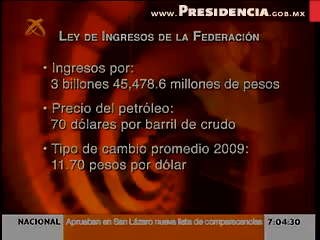 www.PRESIDENCIA.GOB.MX
LEY DE INGRESOS DE LA FEDERACIÓN
• Ingresos por:
3 billones 45,478.6 millones de pesos
• Precio del petróleo:
70 dólares por barril de crudo
• Tipo de cambio promedio 2009:
11.70 pesos por dólar
NACIONAL Aprueban en San Lázaro nueva lista de comparecencias 7:04:30